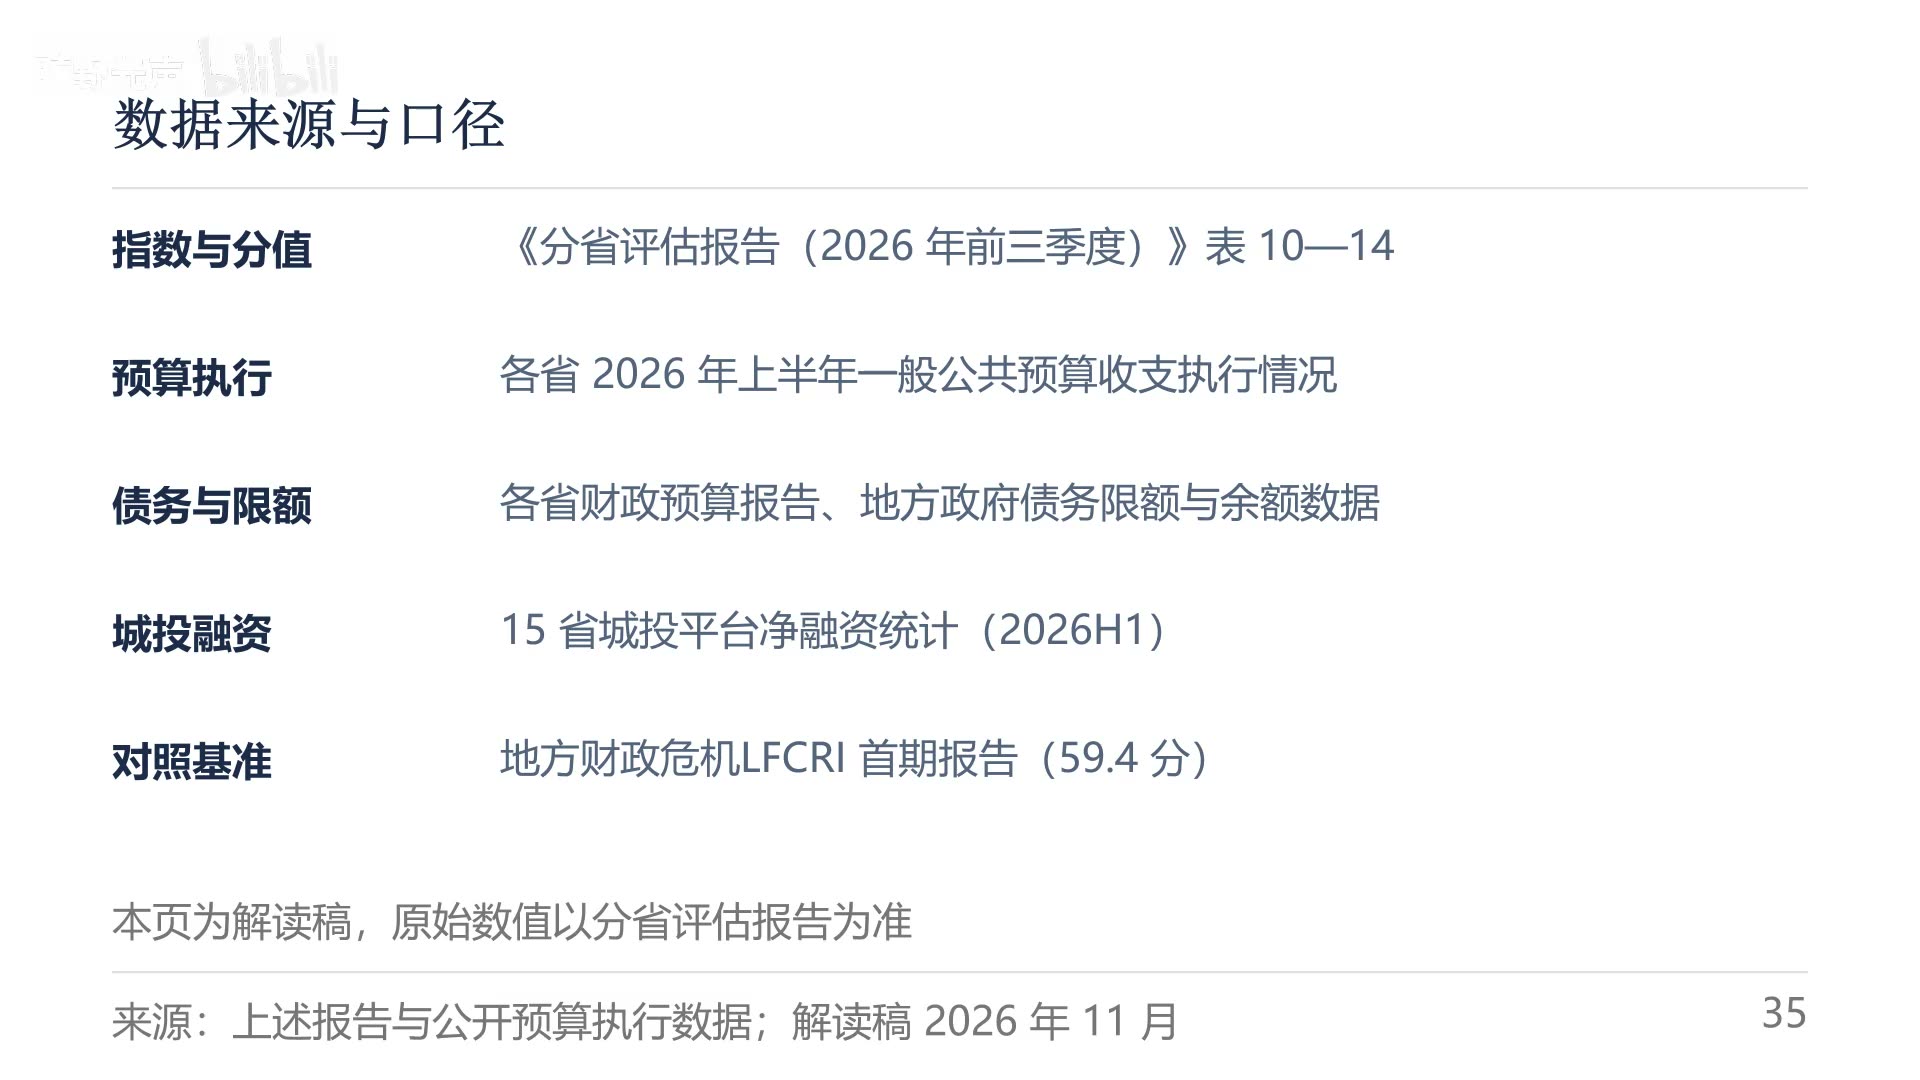 bilibili
数据来源与口径
指数与分值 《分省评估报告（2026 年前三季度）》表 10—14
预算执行 各省 2026 年上半年一般公共预算收支执行情况
债务与限额 各省财政预算报告、地方政府债务限额与余额数据
城投融资 15 省城投平台净融资统计（2026H1）
对照基准 地方财政危机LFCRI 首期报告（59.4 分）
本页为解读稿，原始数值以分省评估报告为准
来源：上述报告与公开预算执行数据；解读稿 2026 年 11 月 35